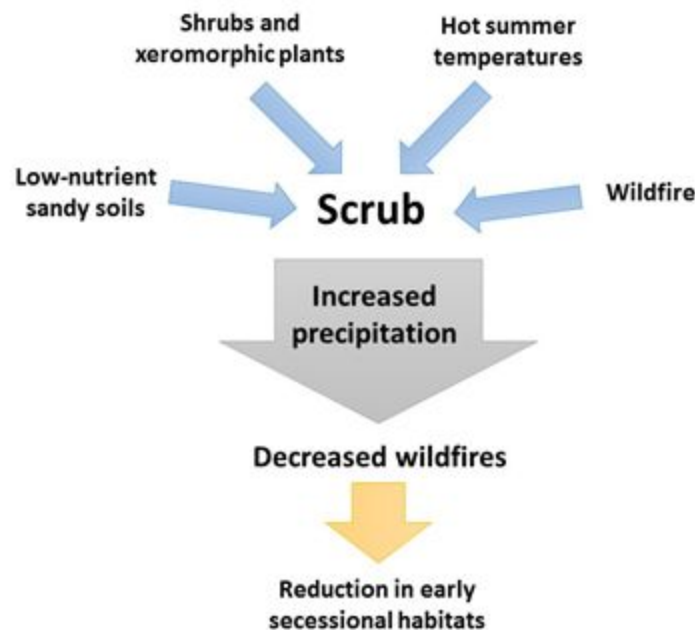 Shrubs and
xeromorphic plants
Hot summer
temperatures
Low-nutrient
sandy soils
Scrub
Wildfire
Increased
precipitation
Decreased wildfires
Reduction in early
secessional habitats